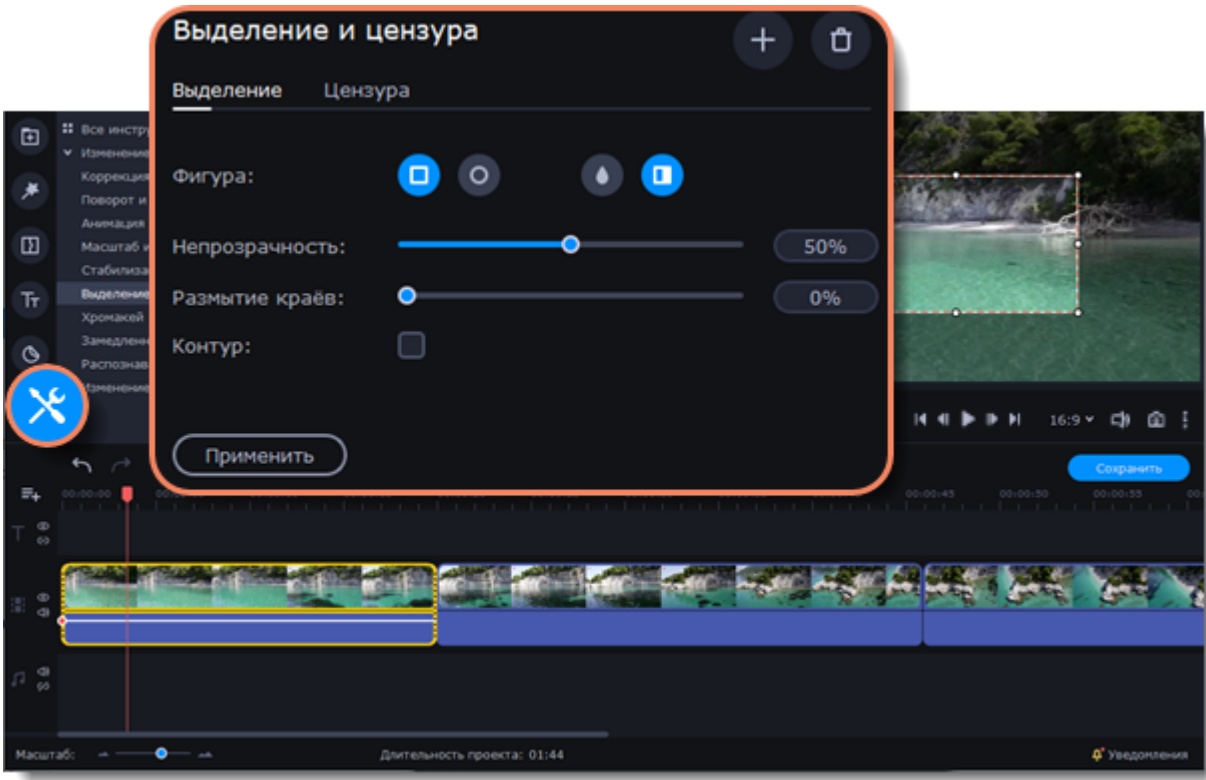 Выделение и цензура
Выделение Цензура
Фигура:
Непрозрачность: 50%
Размытие краёв: 0%
Контур:
Применить
Все инстру
Изменение
Коррекция
Поворот и
Анимация
Масштаб и
Стабилиза
Выделение
Хромакей
Замедленн
Распознав
Изменение
16:9
Сохранить
00:00:00 00:00:45 00:00:50 00:00:55
Масштаб: Длительность проекта: 01:44 Уведомления